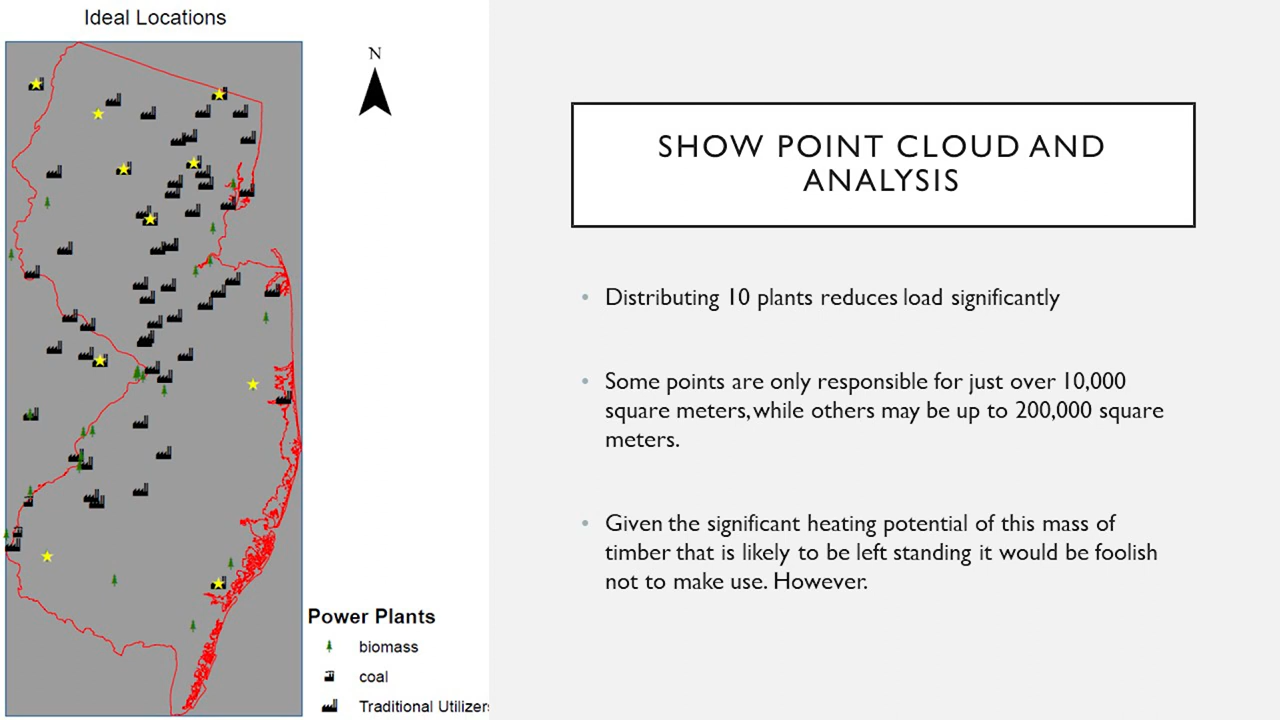 Ideal Locations
N
Power Plants
biomass
coal
Traditional Utilizers
SHOW POINT CLOUD AND
ANALYSIS
• Distributing 10 plants reduces load significantly
• Some points are only responsible for just over 10,000
square meters, while others may be up to 200,000 square
meters.
• Given the significant heating potential of this mass of
timber that is likely to be left standing it would be foolish
not to make use. However.